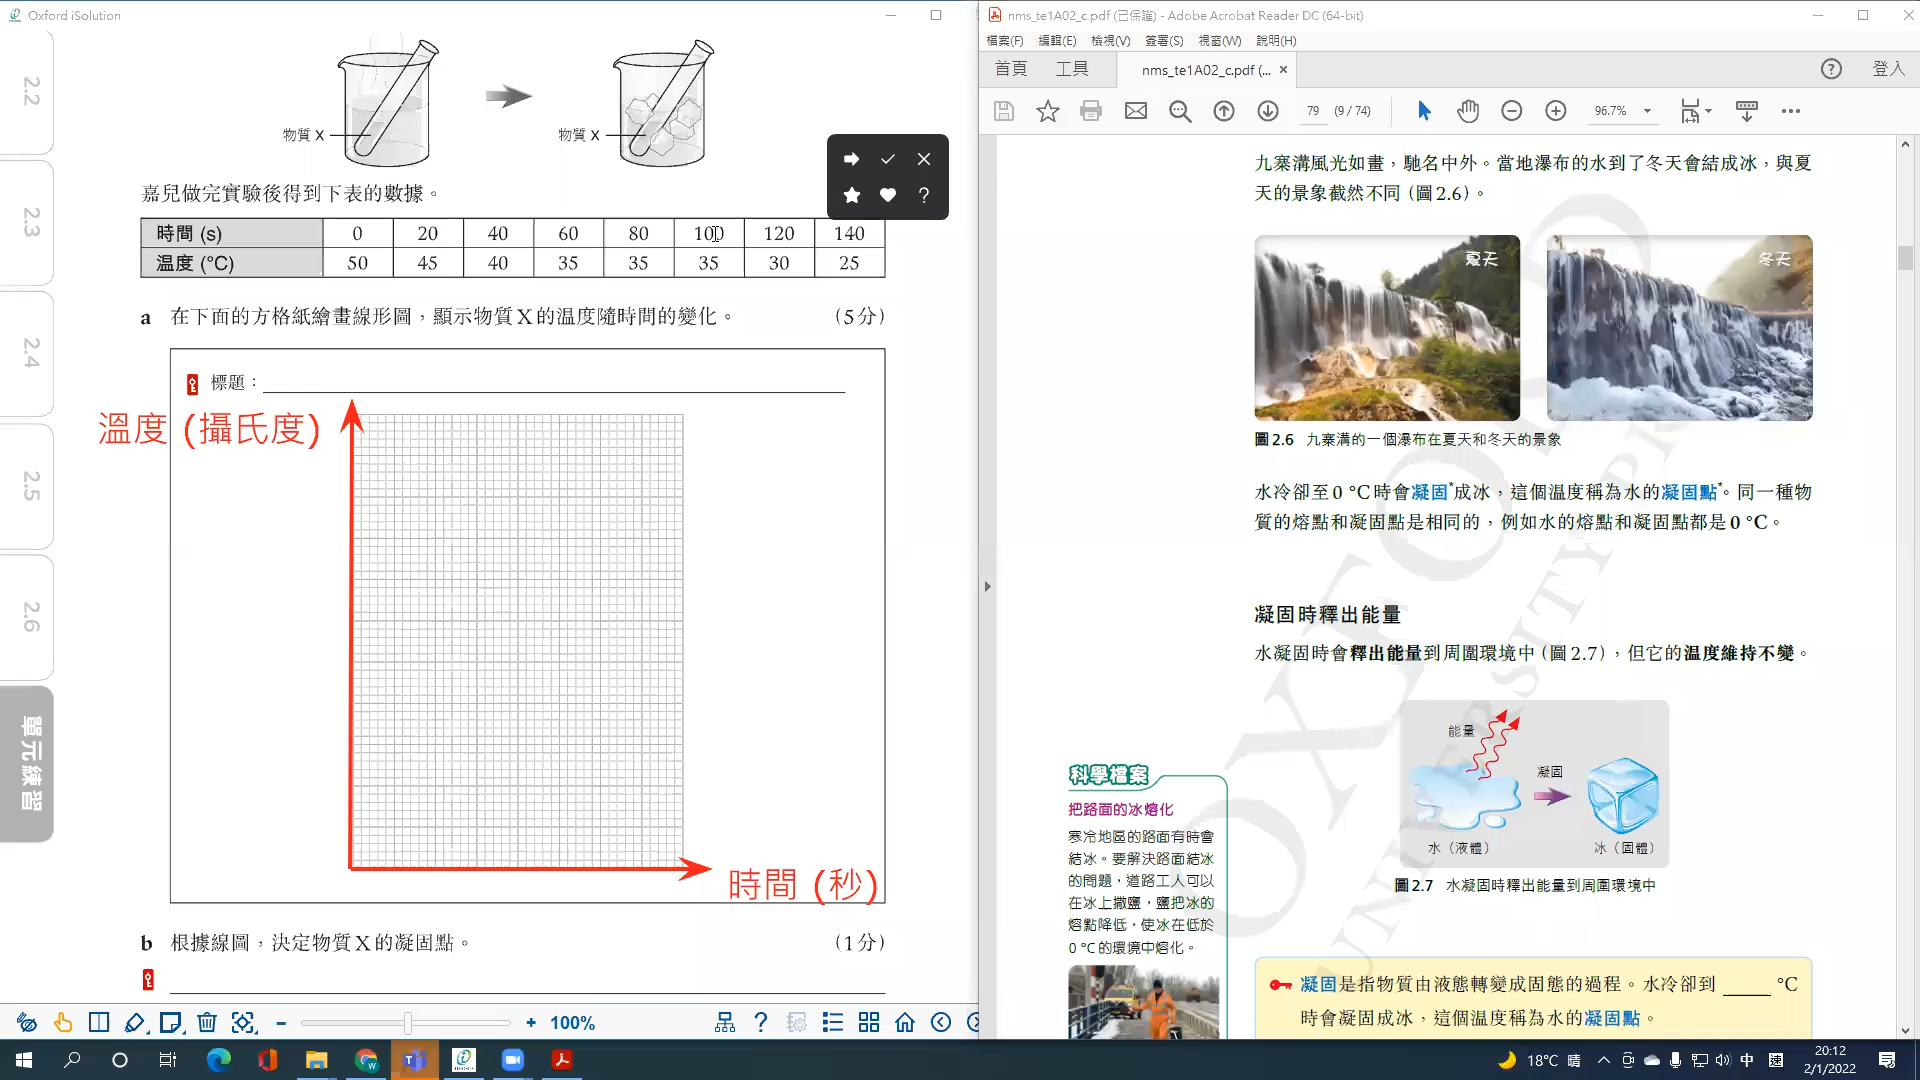 Oxford iSolution
物質 X
物質 X
嘉兒做完實驗後得到下表的數據。
時間 (s) 0 20 40 60 80 100 120 140
温度 (°C) 50 45 40 35 35 35 30 25
a 在下面的方格紙繪畫線形圖,顯示物質 X 的温度隨時間的變化。 (5分)
標題:
溫度 (攝氏度)
時間 (秒)
b 根據線圖,決定物質 X 的凝固點。 (1分)
2.2
2.3
2.4
2.5
2.6
單元練習
100%
nms_te1A02_c.pdf (已保護) - Adobe Acrobat Reader DC (64-bit)
檔案(F) 編輯(E) 檢視(V) 簽署(S) 視窗(W) 說明(H)
首頁 工具 nms_te1A02_c.pdf (... × 登入
79 (9 / 74) 96.7%
九寨溝風光如畫,馳名中外。當地瀑布的水到了冬天會結成冰,與夏
天的景象截然不同 (圖 2.6)。
夏天
冬天
圖 2.6 九寨溝的一個瀑布在夏天和冬天的景象
水冷卻至 0 °C 時會凝固*成冰,這個溫度稱為水的凝固點*。同一種物
質的熔點和凝固點是相同的,例如水的熔點和凝固點都是 0 °C。
凝固時釋出能量
水凝固時會釋出能量到周圍環境中 (圖 2.7),但它的温度維持不變。
能量
凝固
水(液體)
冰(固體)
圖 2.7 水凝固時釋出能量到周圍環境中
科學檔案
把路面的冰熔化
寒冷地區的路面有時會
結冰。要解決路面結冰
的問題,道路工人可以
在冰上撒鹽,鹽把冰的
熔點降低,使冰在低於
0 °C 的環境中熔化。
凝固是指物質由液態轉變成固態的過程。水冷卻到 _____ °C
時會凝固成冰,這個温度稱為水的凝固點。
OXFORD
UNIVERSITY PRESS
18°C 晴
中
速
20:12
2/1/2022